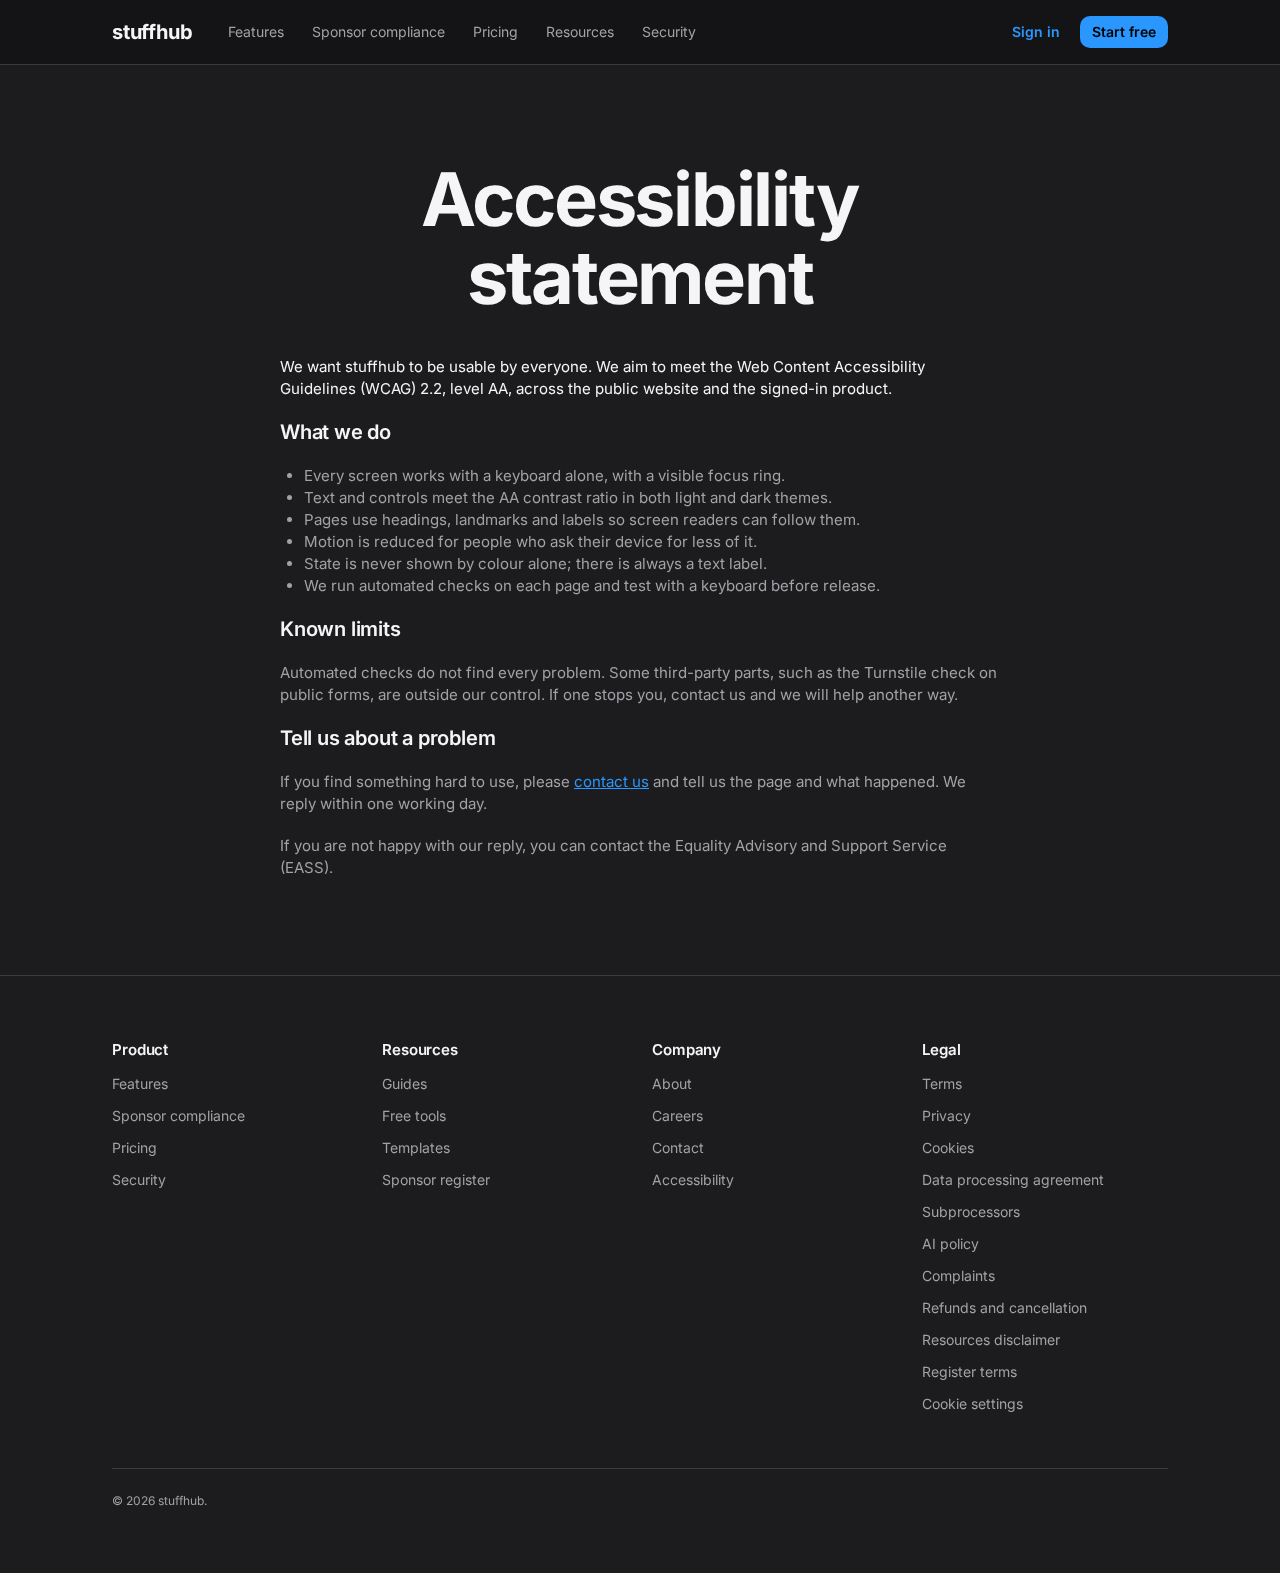 stuffhub
Features
Sponsor compliance
Pricing
Resources
Security
Sign in
Start free
Accessibility
statement
We want stuffhub to be usable by everyone. We aim to meet the Web Content Accessibility
Guidelines (WCAG) 2.2, level AA, across the public website and the signed-in product.
What we do
• Every screen works with a keyboard alone, with a visible focus ring.
• Text and controls meet the AA contrast ratio in both light and dark themes.
• Pages use headings, landmarks and labels so screen readers can follow them.
• Motion is reduced for people who ask their device for less of it.
• State is never shown by colour alone; there is always a text label.
• We run automated checks on each page and test with a keyboard before release.
Known limits
Automated checks do not find every problem. Some third-party parts, such as the Turnstile check on
public forms, are outside our control. If one stops you, contact us and we will help another way.
Tell us about a problem
If you find something hard to use, please contact us and tell us the page and what happened. We
reply within one working day.
If you are not happy with our reply, you can contact the Equality Advisory and Support Service
(EASS).
Product
Features
Sponsor compliance
Pricing
Security
Resources
Guides
Free tools
Templates
Sponsor register
Company
About
Careers
Contact
Accessibility
Legal
Terms
Privacy
Cookies
Data processing agreement
Subprocessors
AI policy
Complaints
Refunds and cancellation
Resources disclaimer
Register terms
Cookie settings
© 2026 stuffhub.